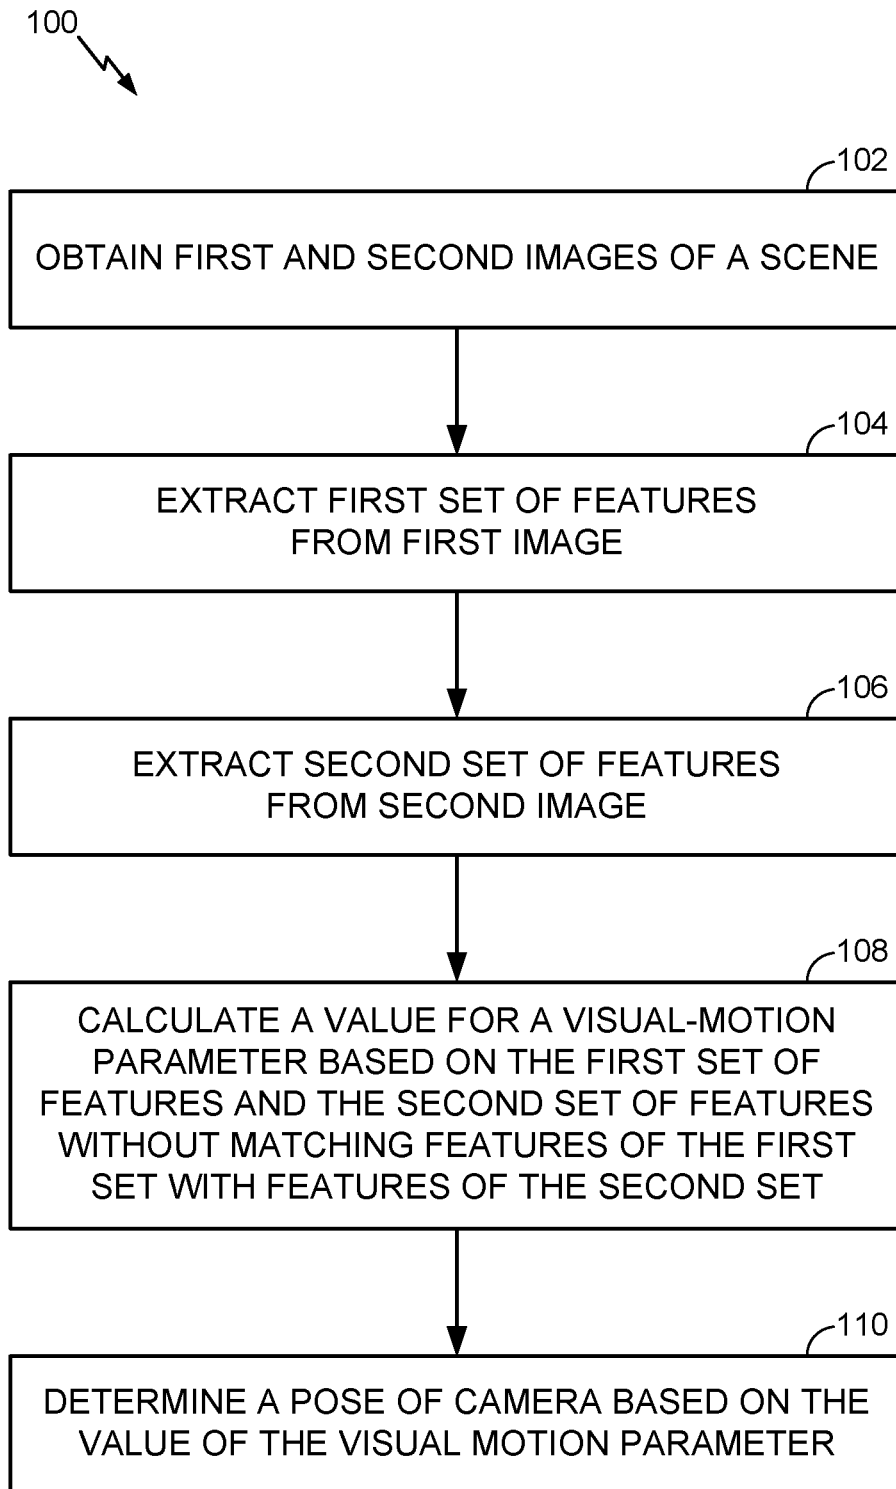 100
102
OBTAIN FIRST AND SECOND IMAGES OF A SCENE
104
EXTRACT FIRST SET OF FEATURES
FROM FIRST IMAGE
106
EXTRACT SECOND SET OF FEATURES
FROM SECOND IMAGE
108
CALCULATE A VALUE FOR A VISUAL-MOTION
PARAMETER BASED ON THE FIRST SET OF
FEATURES AND THE SECOND SET OF FEATURES
WITHOUT MATCHING FEATURES OF THE FIRST
SET WITH FEATURES OF THE SECOND SET
110
DETERMINE A POSE OF CAMERA BASED ON THE
VALUE OF THE VISUAL MOTION PARAMETER